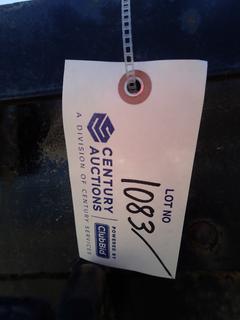 CENTURY
AUCTIONS
A DIVISION OF CENTURY SERVICES
POWERED BY
ClubBid
LOT NO
1083/